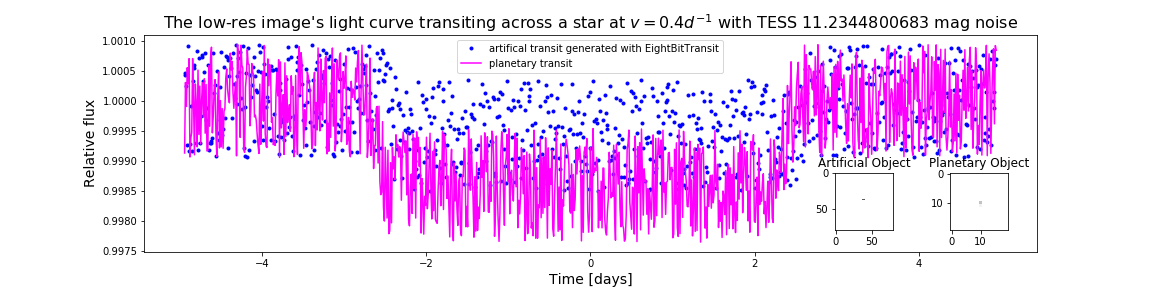 The low-res image's light curve transiting across a star at v = 0.4d⁻¹ with TESS 11.2344800683 mag noise
artifical transit generated with EightBitTransit
planetary transit
Relative flux
1.0010
1.0005
1.0000
0.9995
0.9990
0.9985
0.9980
0.9975
Artificial Object
0
50
0 50
Planetary Object
0
10
0 10
−4 −2 0 2 4
Time [days]